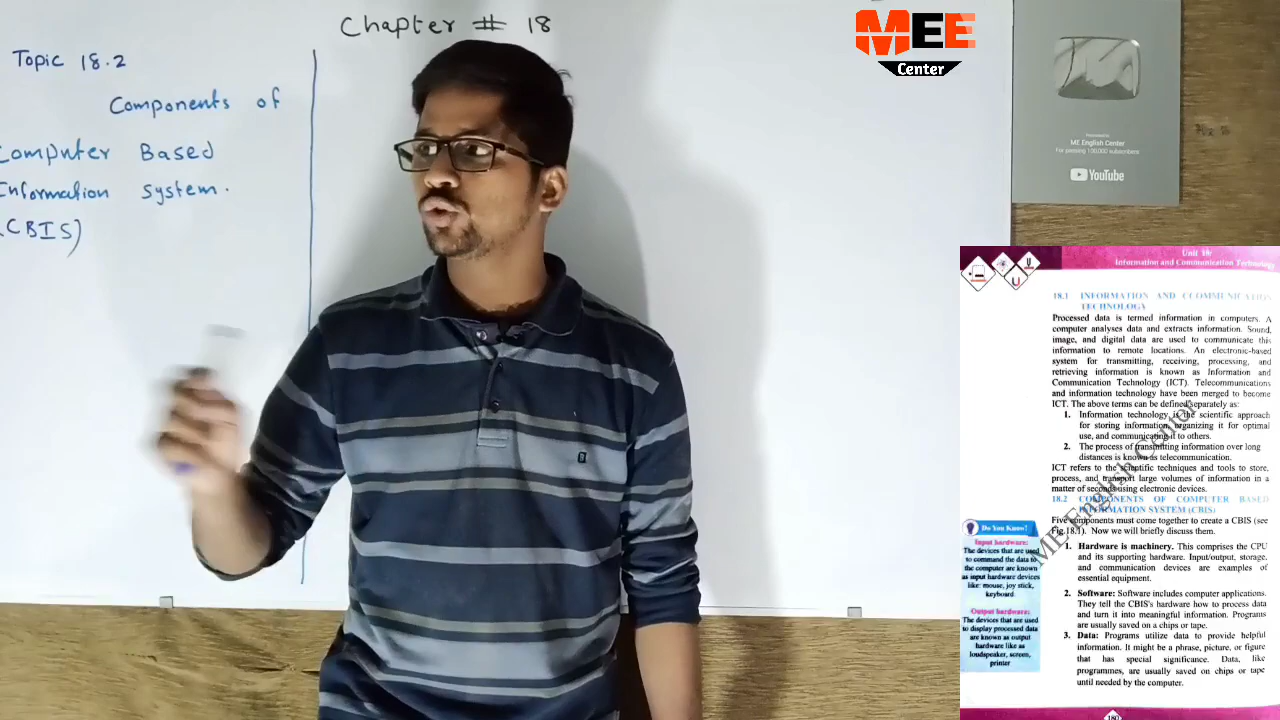 Chapter # 18
Topic 18.2
Components of
Computer Based
Information system.
(CBIS)
MEE
Center
Presented to
ME English Center
For passing 100,000 subscribers
YouTube
Unit 18/
Information and Communication Technology
18.1 INFORMATION AND CCOMMUNICATION
TECHNOLOGY
Processed data is termed information in computers. A
computer analyses data and extracts information. Sound,
image, and digital data are used to communicate this
information to remote locations. An electronic-based
system for transmitting, receiving, processing, and
retrieving information is known as Information and
Communication Technology (ICT). Telecommunications
and information technology have been merged to become
ICT. The above terms can be defined separately as:
1. Information technology is the scientific approach
for storing information, organizing it for optimal
use, and communicating it to others.
2. The process of transmitting information over long
distances is known as telecommunication.
ICT refers to the scientific techniques and tools to store,
process, and transport large volumes of information in a
matter of seconds using electronic devices.
18.2 COMPONENTS OF COMPUTER BASED
INFORMATION SYSTEM (CBIS)
Five components must come together to create a CBIS (see
Fig.18.1). Now we will briefly discuss them.
1. Hardware is machinery. This comprises the CPU
and its supporting hardware. Input/output, storage,
and communication devices are examples of
essential equipment.
2. Software: Software includes computer applications.
They tell the CBIS's hardware how to process data
and turn it into meaningful information. Programs
are usually saved on a chips or tape.
3. Data: Programs utilize data to provide helpful
information. It might be a phrase, picture, or figure
that has special significance. Data, like
programmes, are usually saved on chips or tape
until needed by the computer.
Do You Know!
Input hardware:
The devices that are used
to command the data to
the computer are known
as input hardware devices
like: mouse, joy stick,
keyboard.
Output hardware:
The devices that are used
to display processed data
are known as output
hardware like as
loudspeaker, screen,
printer
ME English Center
180